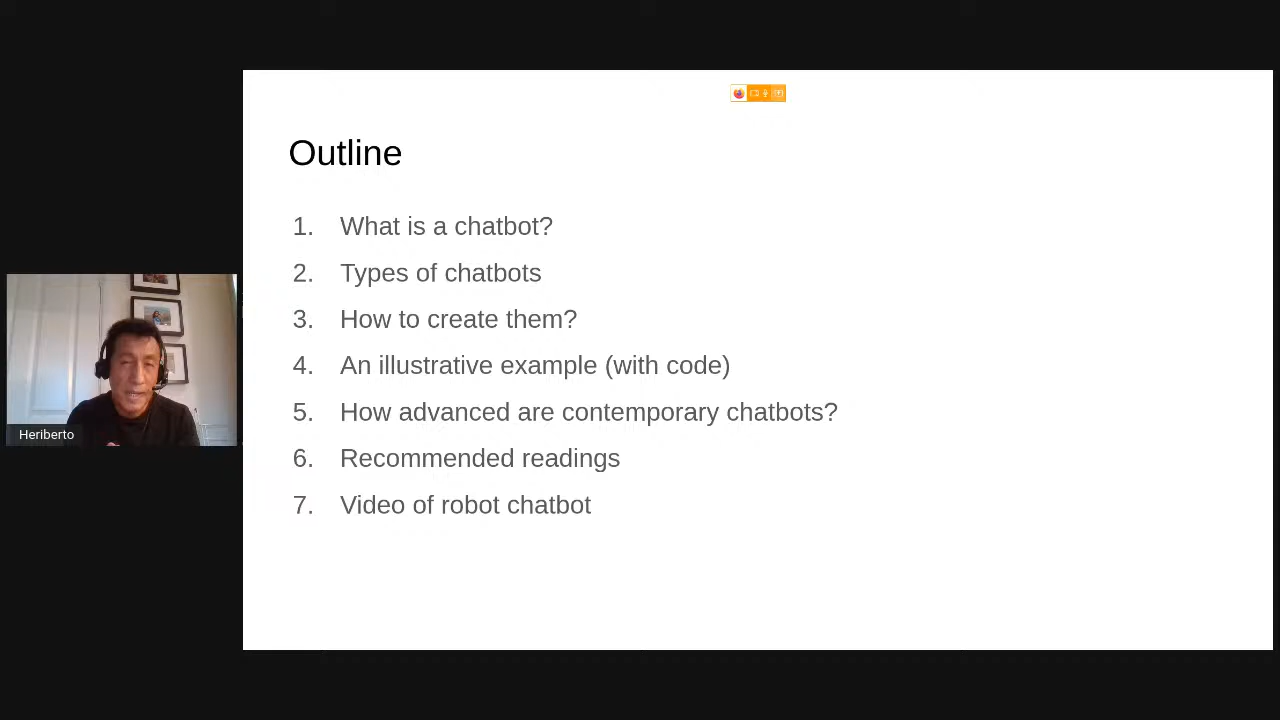 Outline
1. What is a chatbot?
2. Types of chatbots
3. How to create them?
4. An illustrative example (with code)
5. How advanced are contemporary chatbots?
6. Recommended readings
7. Video of robot chatbot
Heriberto